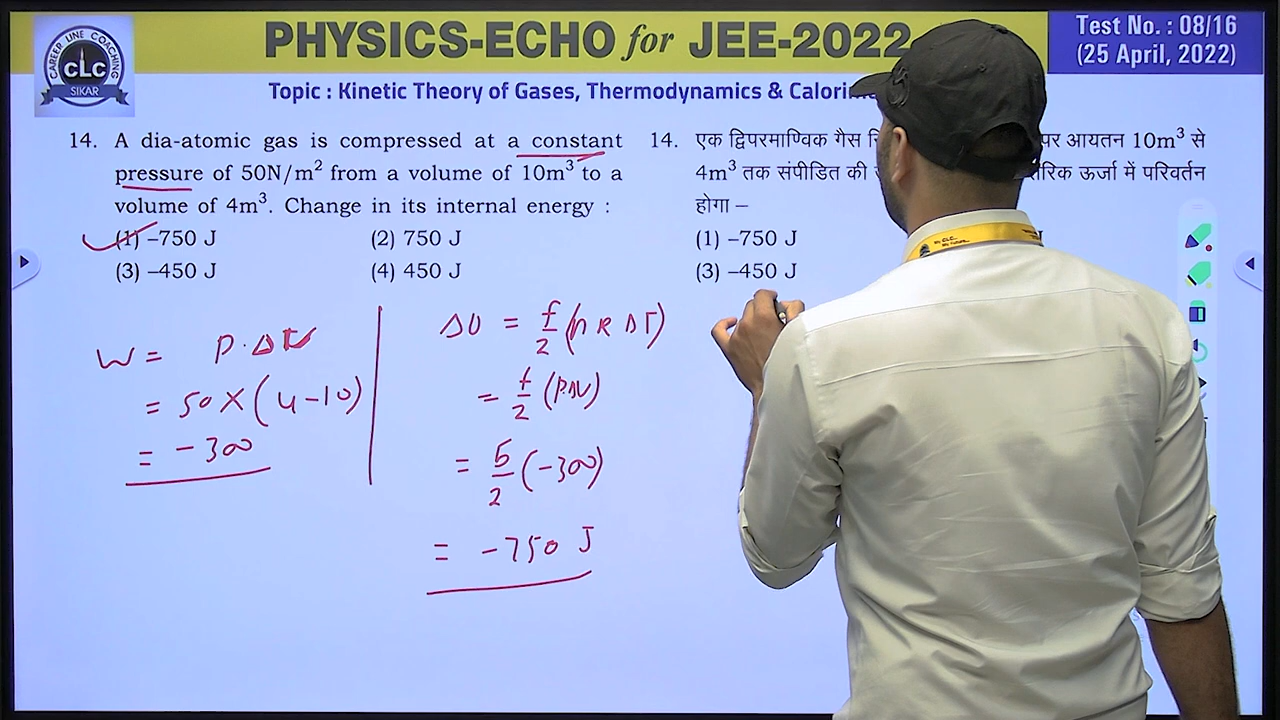 PHYSICS-ECHO for JEE-2022
Test No. : 08/16
(25 April, 2022)
CAREER LINE COACHING
CLC
SIKAR
Topic : Kinetic Theory of Gases, Thermodynamics &
14. A dia-atomic gas is compressed at a constant
pressure of 50N/m² from a volume of 10m³ to a
volume of 4m³. Change in its internal energy :
(1) –750 J (2) 750 J
(3) –450 J (4) 450 J
14. एक द्विपरमाण्विक गैस पर आयतन 10m³ से
4m³ तक संपीडित की ऊर्जा में परिवर्तन
होगा –
(1) –750 J
(3) –450 J
W = P.ΔV
= 50 × (4-10)
= -300
ΔU = f/2 (nRΔT)
= f/2 (PΔV)
= 5/2 (-300)
= -750 J